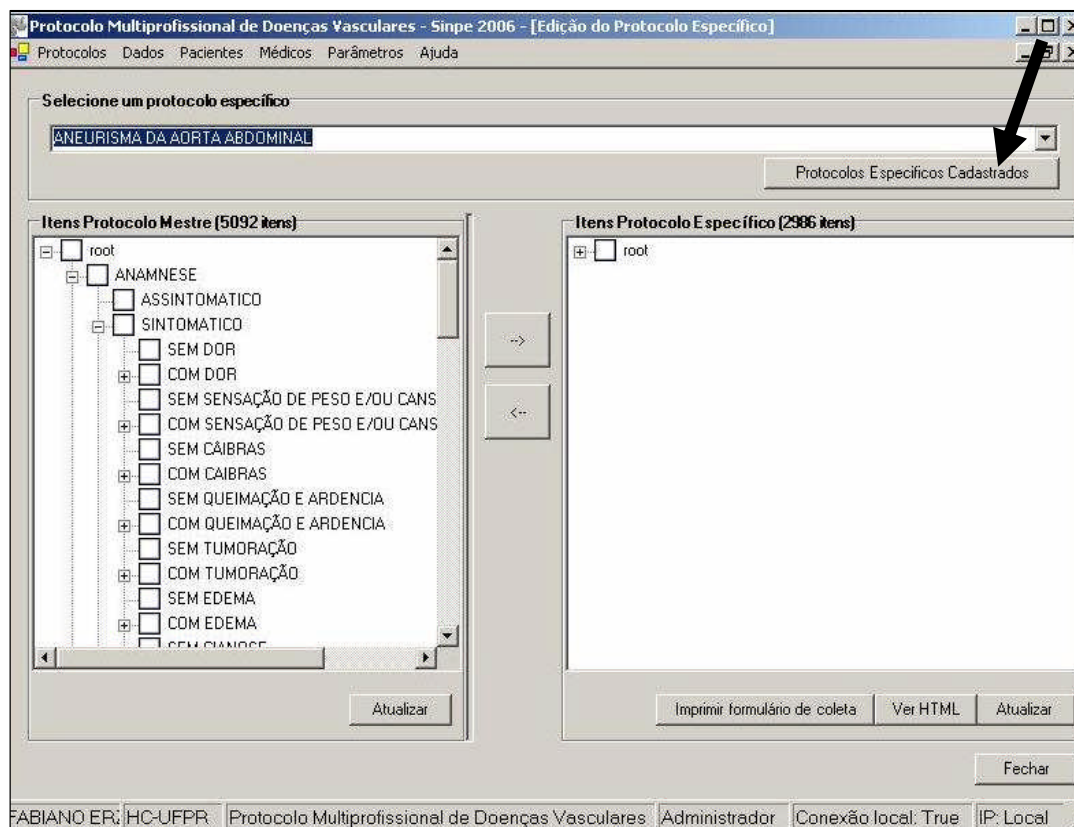 Protocolo Multiprofissional de Doenças Vasculares - Sinpe 2006 - [Edição do Protocolo Específico]
Protocolos Dados Pacientes Médicos Parâmetros Ajuda
Selecione um protocolo específico
ANEURISMA DA AORTA ABDOMINAL
Protocolos Específicos Cadastrados
Itens Protocolo Mestre (5092 itens)
root
ANAMNESE
ASSINTOMATICO
SINTOMATICO
SEM DOR
COM DOR
SEM SENSAÇÃO DE PESO E/OU CANS
COM SENSAÇÃO DE PESO E/OU CANS
SEM CÂIBRAS
COM CAIBRAS
SEM QUEIMAÇÃO E ARDENCIA
COM QUEIMAÇÃO E ARDENCIA
SEM TUMORAÇÃO
COM TUMORAÇÃO
SEM EDEMA
COM EDEMA
SEM CIANOSE
Atualizar
-->
<--
Itens Protocolo Específico (2986 itens)
root
Imprimir formulário de coleta Ver HTML Atualizar
Fechar
FABIANO ER HC-UFPR Protocolo Multiprofissional de Doenças Vasculares Administrador Conexão local: True IP: Local